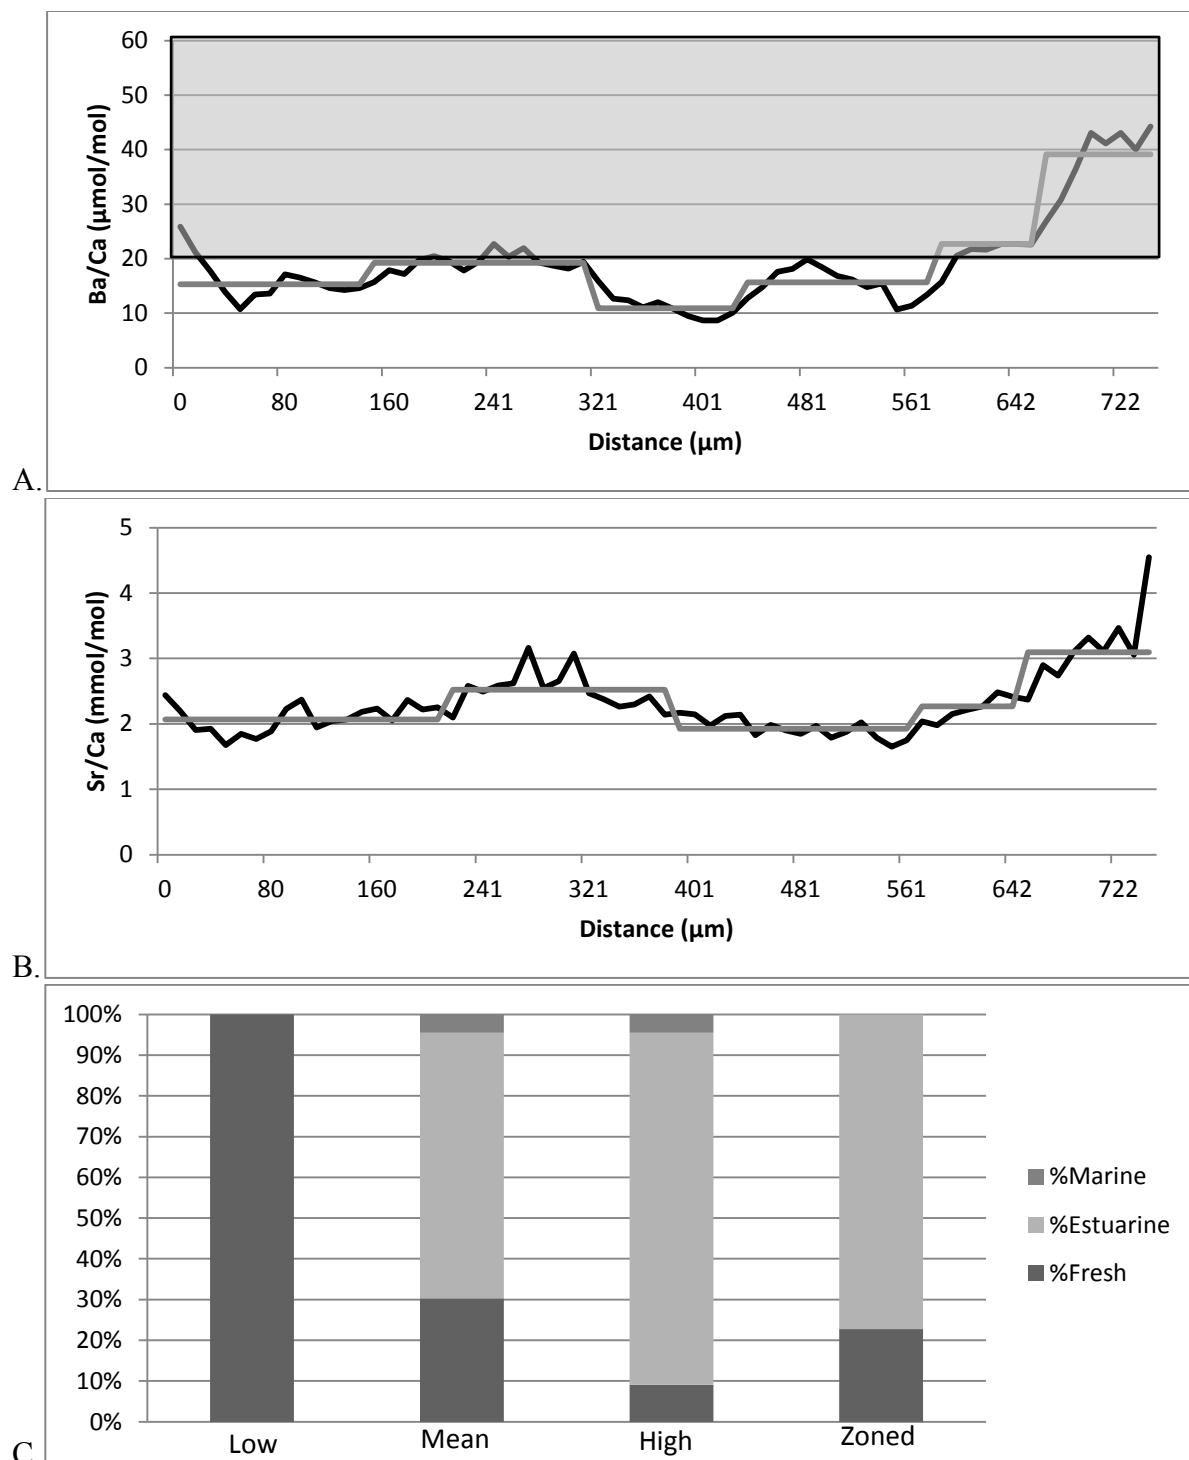 60
50
40
30
20
10
0
Ba/Ca (µmol/mol)
0 80 160 241 321 401 481 561 642 722
Distance (µm)
A.
5
4
3
2
1
0
Sr/Ca (mmol/mol)
0 80 160 241 321 401 481 561 642 722
Distance (µm)
B.
100%
90%
80%
70%
60%
50%
40%
30%
20%
10%
0%
Low Mean High Zoned
%Marine
%Estuarine
%Fresh
C